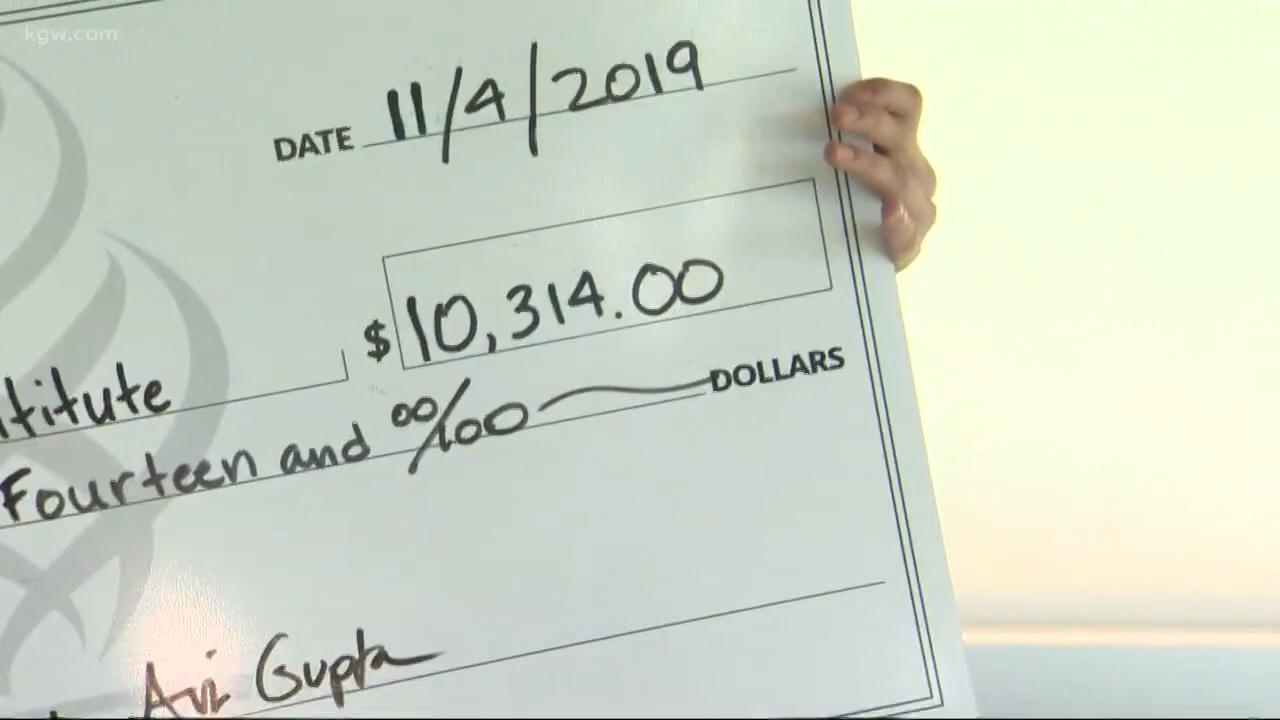 kgw.com
DATE 11/4/2019
$ 10,314.00
titute
Fourteen and 00/100 DOLLARS
Avi Gupta